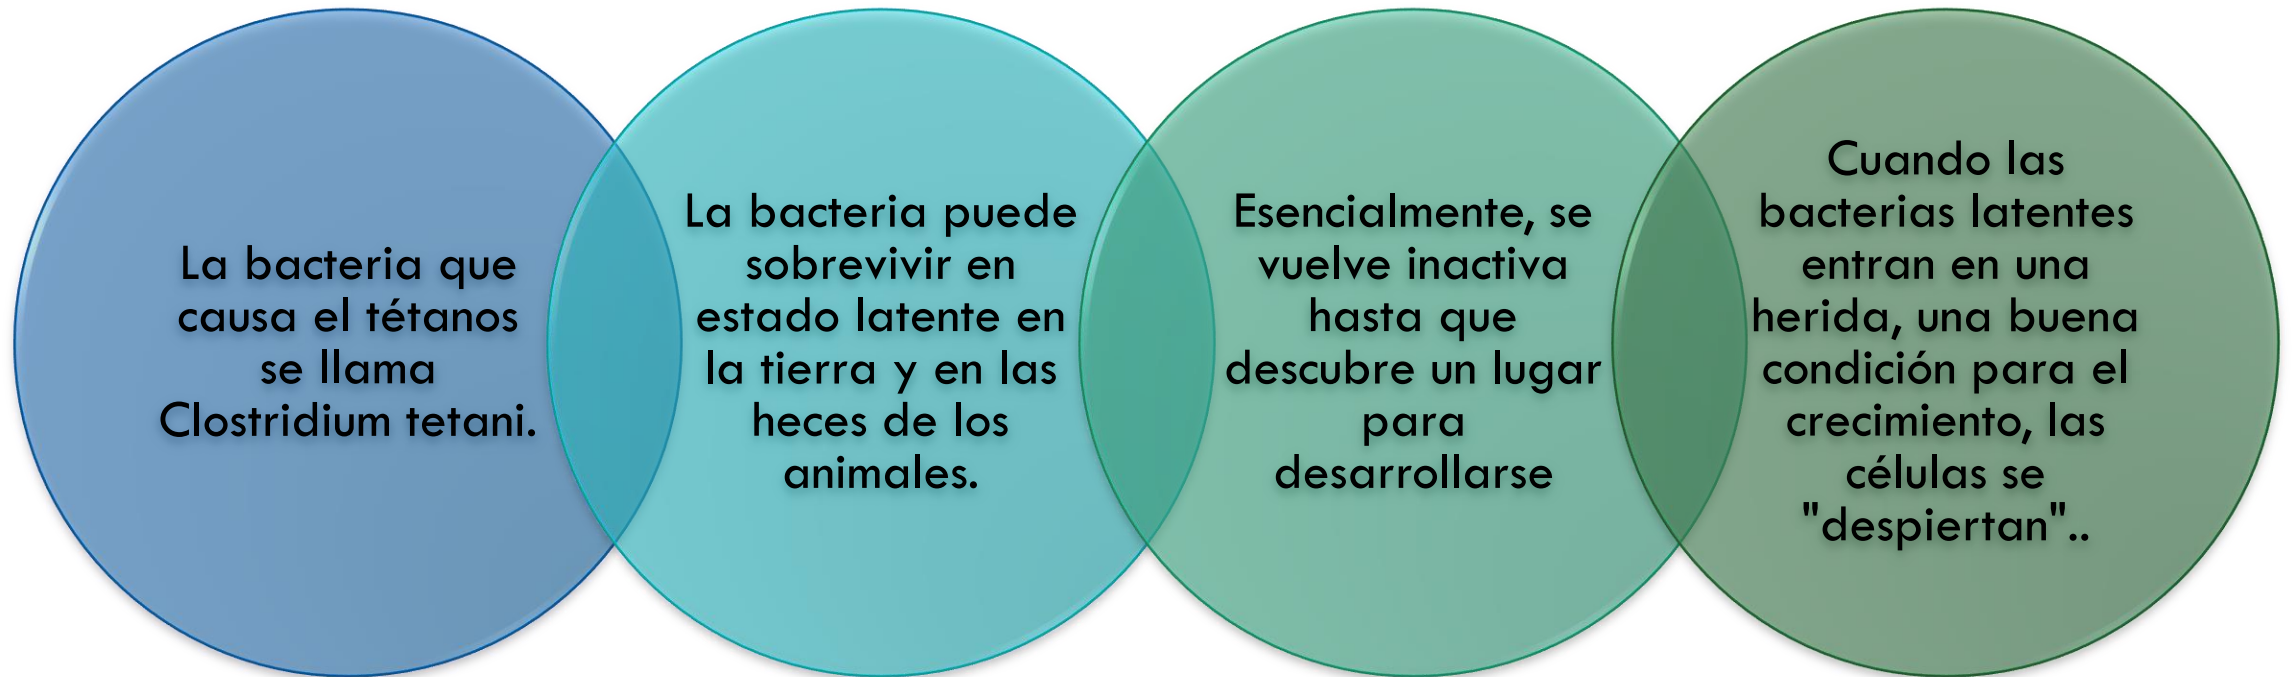 La bacteria que
causa el tétanos
se llama
Clostridium tetani.
La bacteria puede
sobrevivir en
estado latente en
la tierra y en las
heces de los
animales.
Esencialmente, se
vuelve inactiva
hasta que
descubre un lugar
para
desarrollarse
Cuando las
bacterias latentes
entran en una
herida, una buena
condición para el
crecimiento, las
células se
"despiertan"..